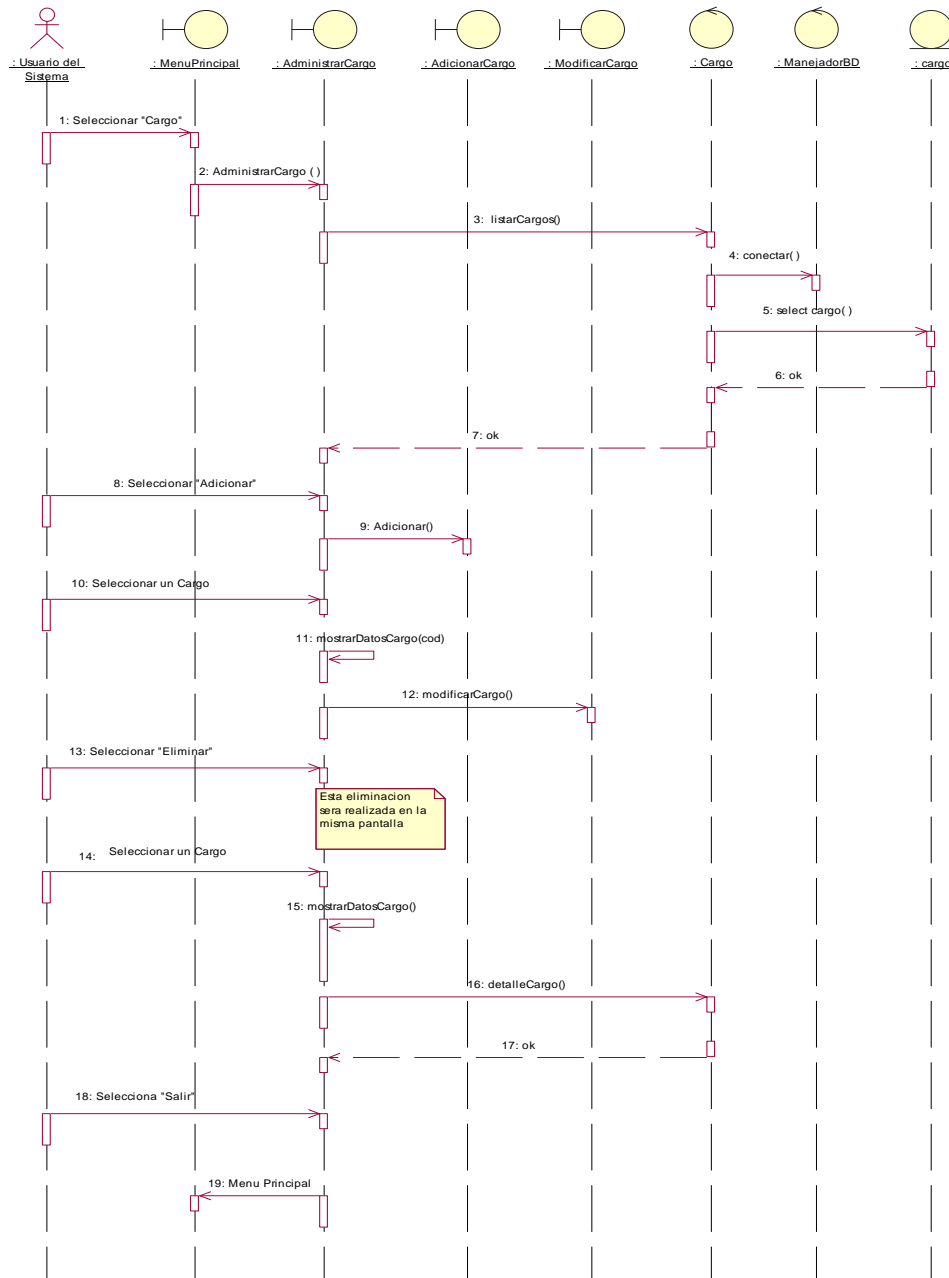 : Usuario del
Sistema
: MenuPrincipal
: AdministrarCargo
: AdicionarCargo
: ModificarCargo
: Cargo
: ManejadorBD
: cargo
1: Seleccionar "Cargo"
2: AdministrarCargo ( )
3: listarCargos()
4: conectar( )
5: select cargo( )
6: ok
7: ok
8: Seleccionar "Adicionar"
9: Adicionar()
10: Seleccionar un Cargo
11: mostrarDatosCargo(cod)
12: modificarCargo()
13: Seleccionar "Eliminar"
Esta eliminacion
sera realizada en la
misma pantalla
14: Seleccionar un Cargo
15: mostrarDatosCargo()
16: detalleCargo()
17: ok
18: Selecciona "Salir"
19: Menu Principal